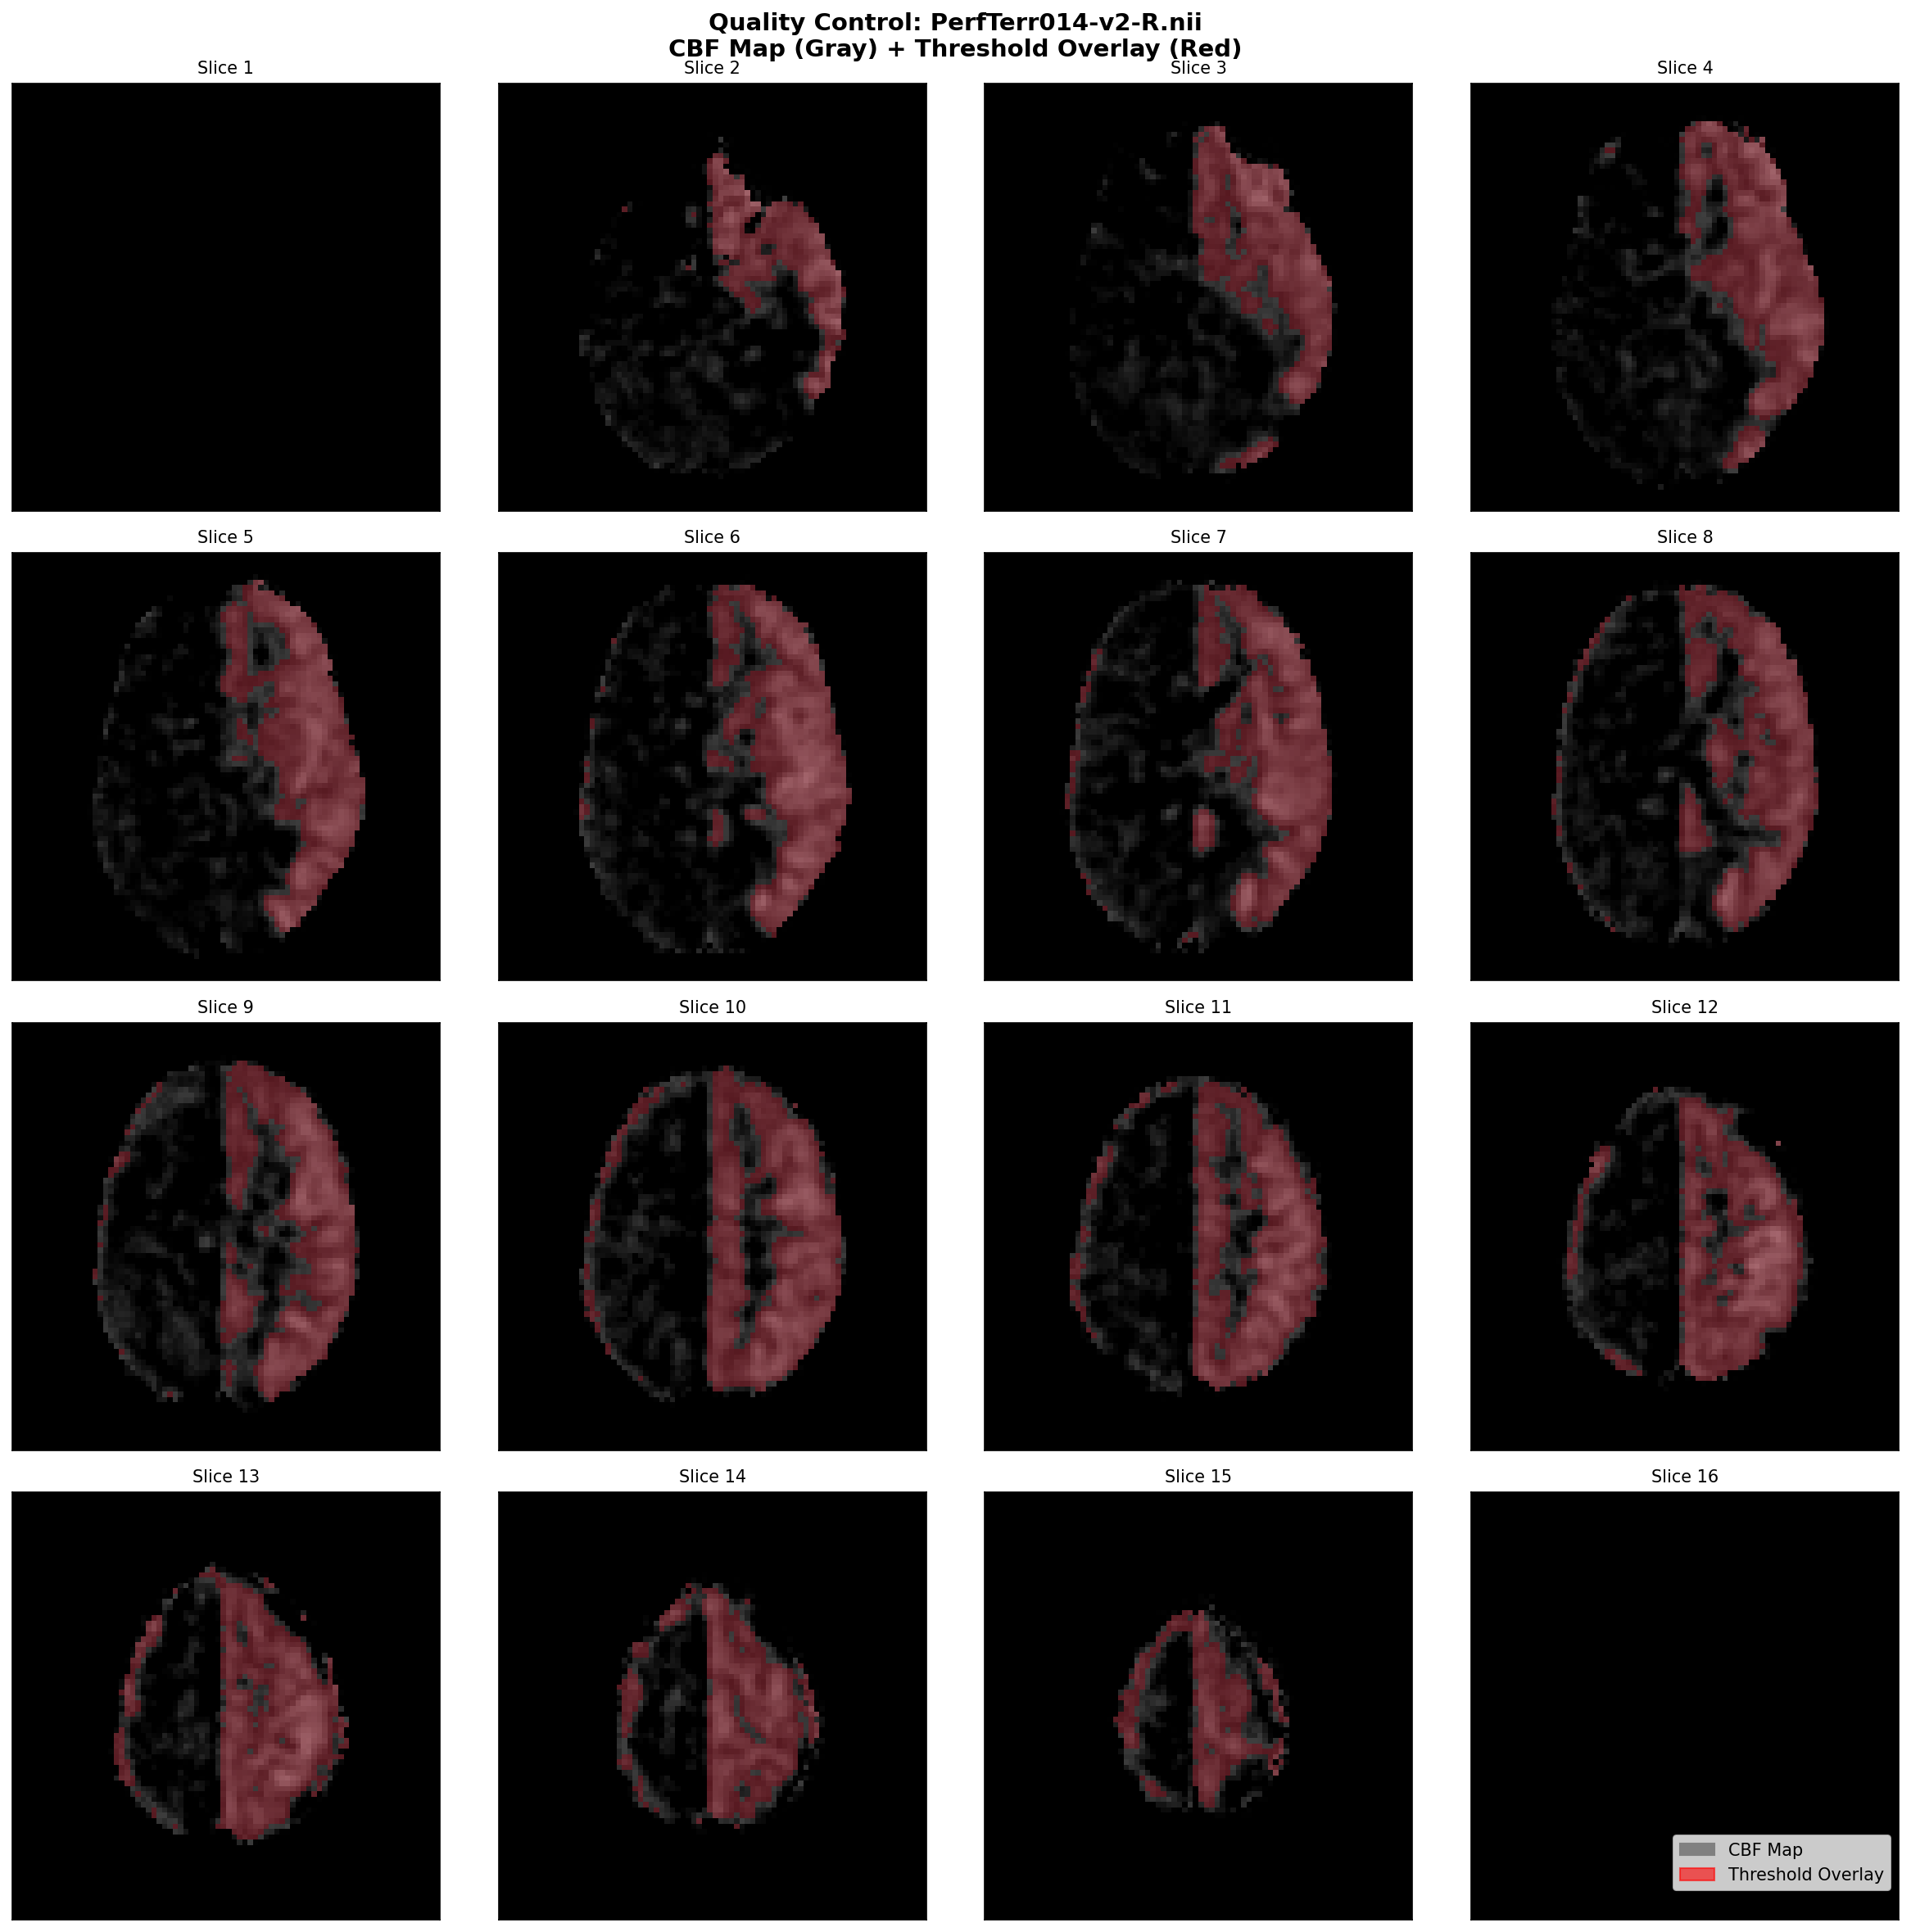 Quality Control: PerfTerr014-v2-R.nii
CBF Map (Gray) + Threshold Overlay (Red)
Slice 1
Slice 2
Slice 3
Slice 4
Slice 5
Slice 6
Slice 7
Slice 8
Slice 9
Slice 10
Slice 11
Slice 12
Slice 13
Slice 14
Slice 15
Slice 16
CBF Map
Threshold Overlay